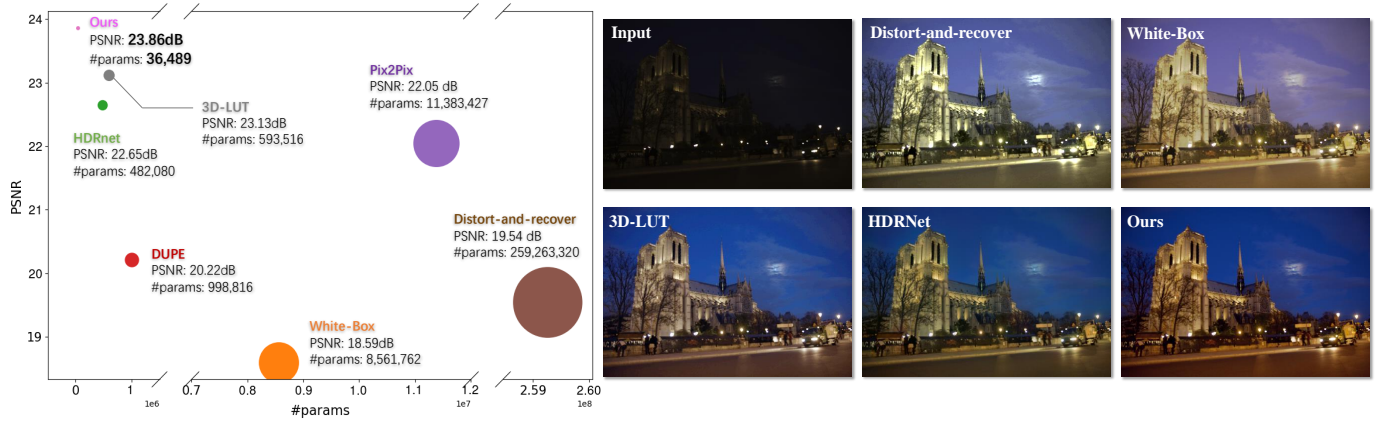 24
23
22
21
20
19
PSNR
Ours
PSNR: 23.86dB
#params: 36,489
3D-LUT
PSNR: 23.13dB
#params: 593,516
HDRnet
PSNR: 22.65dB
#params: 482,080
Pix2Pix
PSNR: 22.05 dB
#params: 11,383,427
Distort-and-recover
PSNR: 19.54 dB
#params: 259,263,320
DUPE
PSNR: 20.22dB
#params: 998,816
White-Box
PSNR: 18.59dB
#params: 8,561,762
0 1 0.7 0.8 0.9 1.0 1.1 1.2 2.59 2.60
1e6 1e7 1e8
#params
Input
Distort-and-recover
White-Box
3D-LUT
HDRNet
Ours